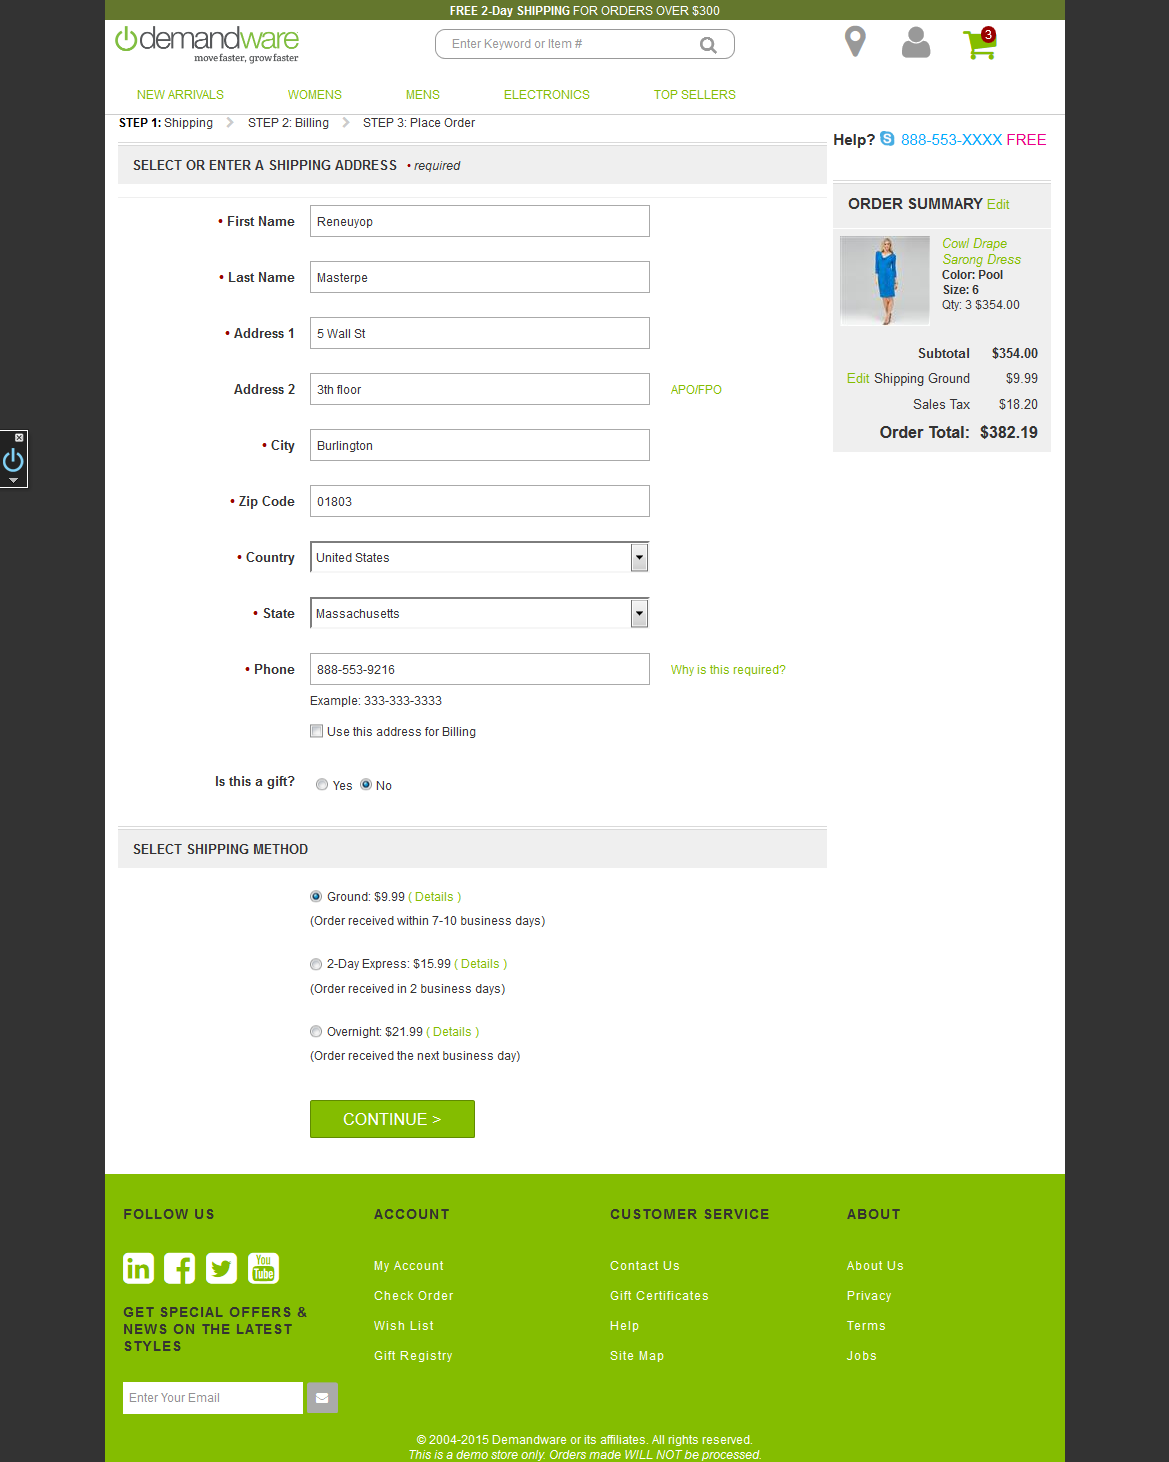 FREE 2-Day SHIPPING FOR ORDERS OVER $300
demandware
move faster, grow faster
Enter Keyword or Item #
3
NEW ARRIVALS WOMENS MENS ELECTRONICS TOP SELLERS
STEP 1: Shipping STEP 2: Billing STEP 3: Place Order
Help? 888-553-XXXX FREE
SELECT OR ENTER A SHIPPING ADDRESS • required
• First Name Reneuyop
• Last Name Masterpe
• Address 1 5 Wall St
Address 2 3th floor APO/FPO
• City Burlington
• Zip Code 01803
• Country United States
• State Massachusetts
• Phone 888-553-9216 Why is this required?
Example: 333-333-3333
Use this address for Billing
Is this a gift? Yes No
ORDER SUMMARY Edit
Cowl Drape
Sarong Dress
Color: Pool
Size: 6
Qty: 3 $354.00
Subtotal $354.00
Edit Shipping Ground $9.99
Sales Tax $18.20
Order Total: $382.19
SELECT SHIPPING METHOD
Ground: $9.99 ( Details )
(Order received within 7-10 business days)
2-Day Express: $15.99 ( Details )
(Order received in 2 business days)
Overnight: $21.99 ( Details )
(Order received the next business day)
CONTINUE >
FOLLOW US
in f You Tube
GET SPECIAL OFFERS &
NEWS ON THE LATEST
STYLES
Enter Your Email
ACCOUNT
My Account
Check Order
Wish List
Gift Registry
CUSTOMER SERVICE
Contact Us
Gift Certificates
Help
Site Map
ABOUT
About Us
Privacy
Terms
Jobs
© 2004-2015 Demandware or its affiliates. All rights reserved.
This is a demo store only. Orders made WILL NOT be processed.